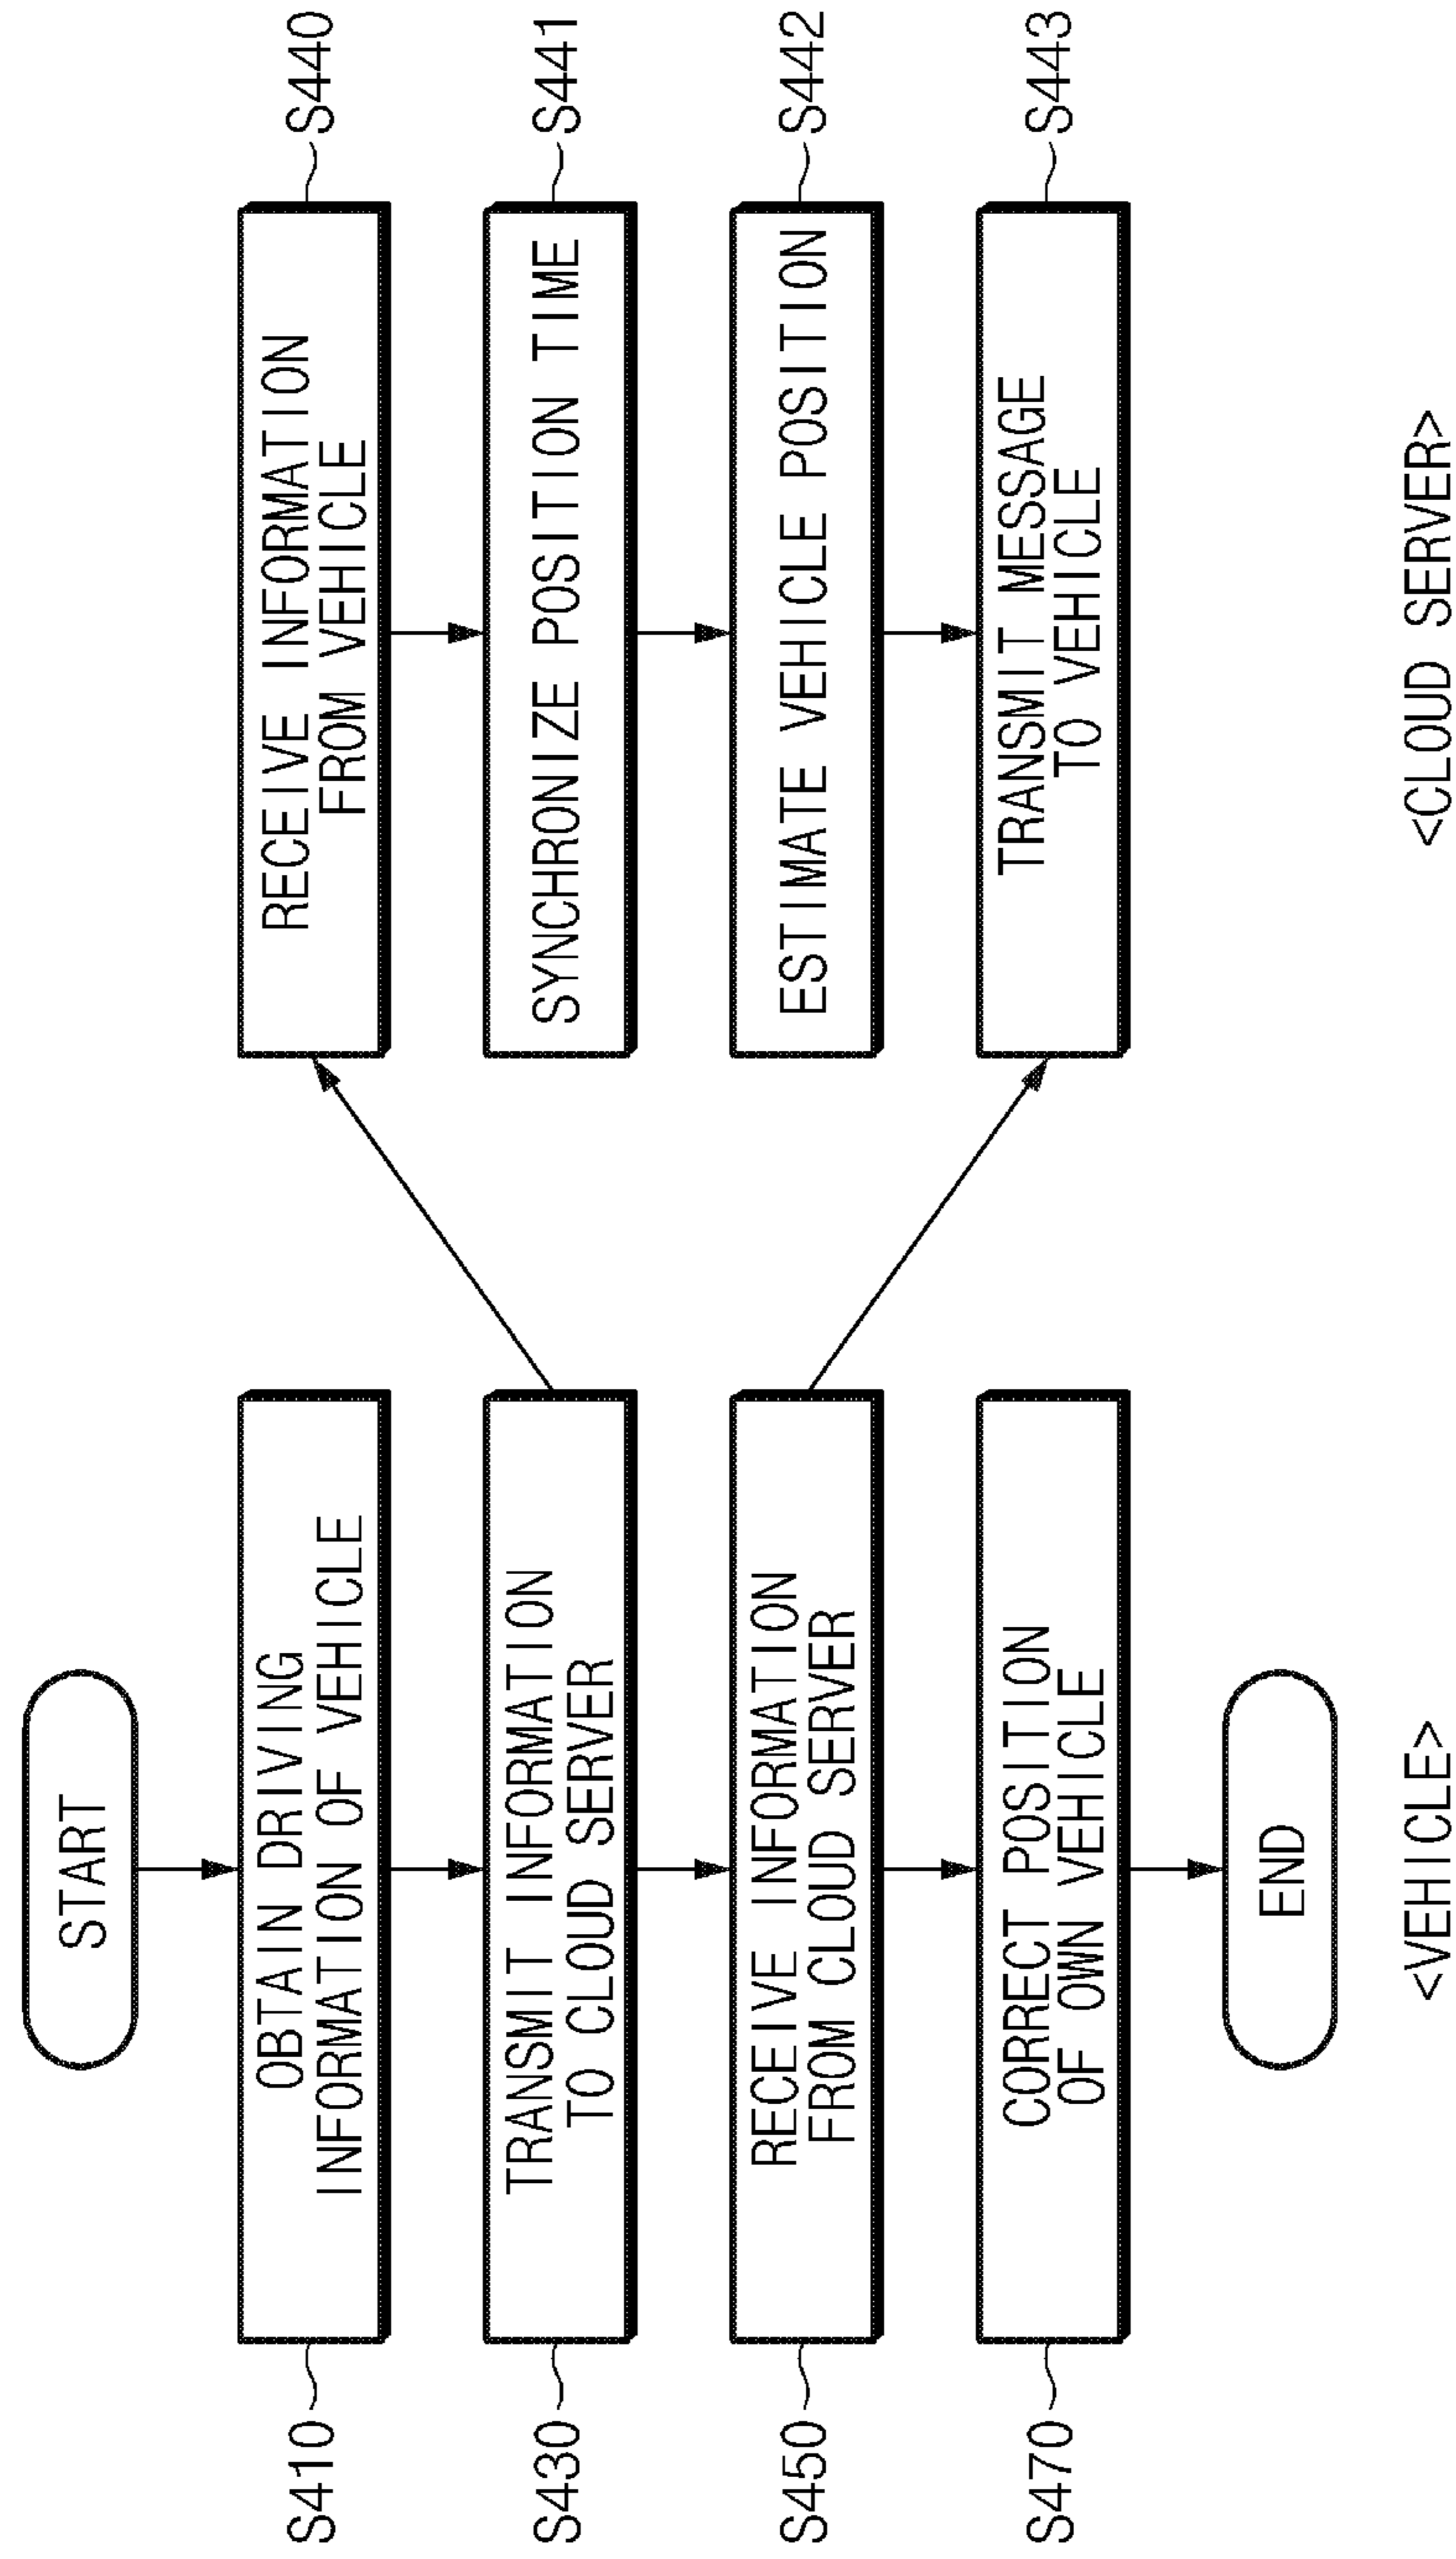 START
S410
OBTAIN DRIVING
INFORMATION OF VEHICLE
S430
TRANSMIT INFORMATION
TO CLOUD SERVER
S450
RECEIVE INFORMATION
FROM CLOUD SERVER
S470
CORRECT POSITION
OF OWN VEHICLE
END
<VEHICLE>
RECEIVE INFORMATION
FROM VEHICLE
S440
SYNCHRONIZE POSITION TIME
S441
ESTIMATE VEHICLE POSITION
S442
TRANSMIT MESSAGE
TO VEHICLE
S443
<CLOUD SERVER>